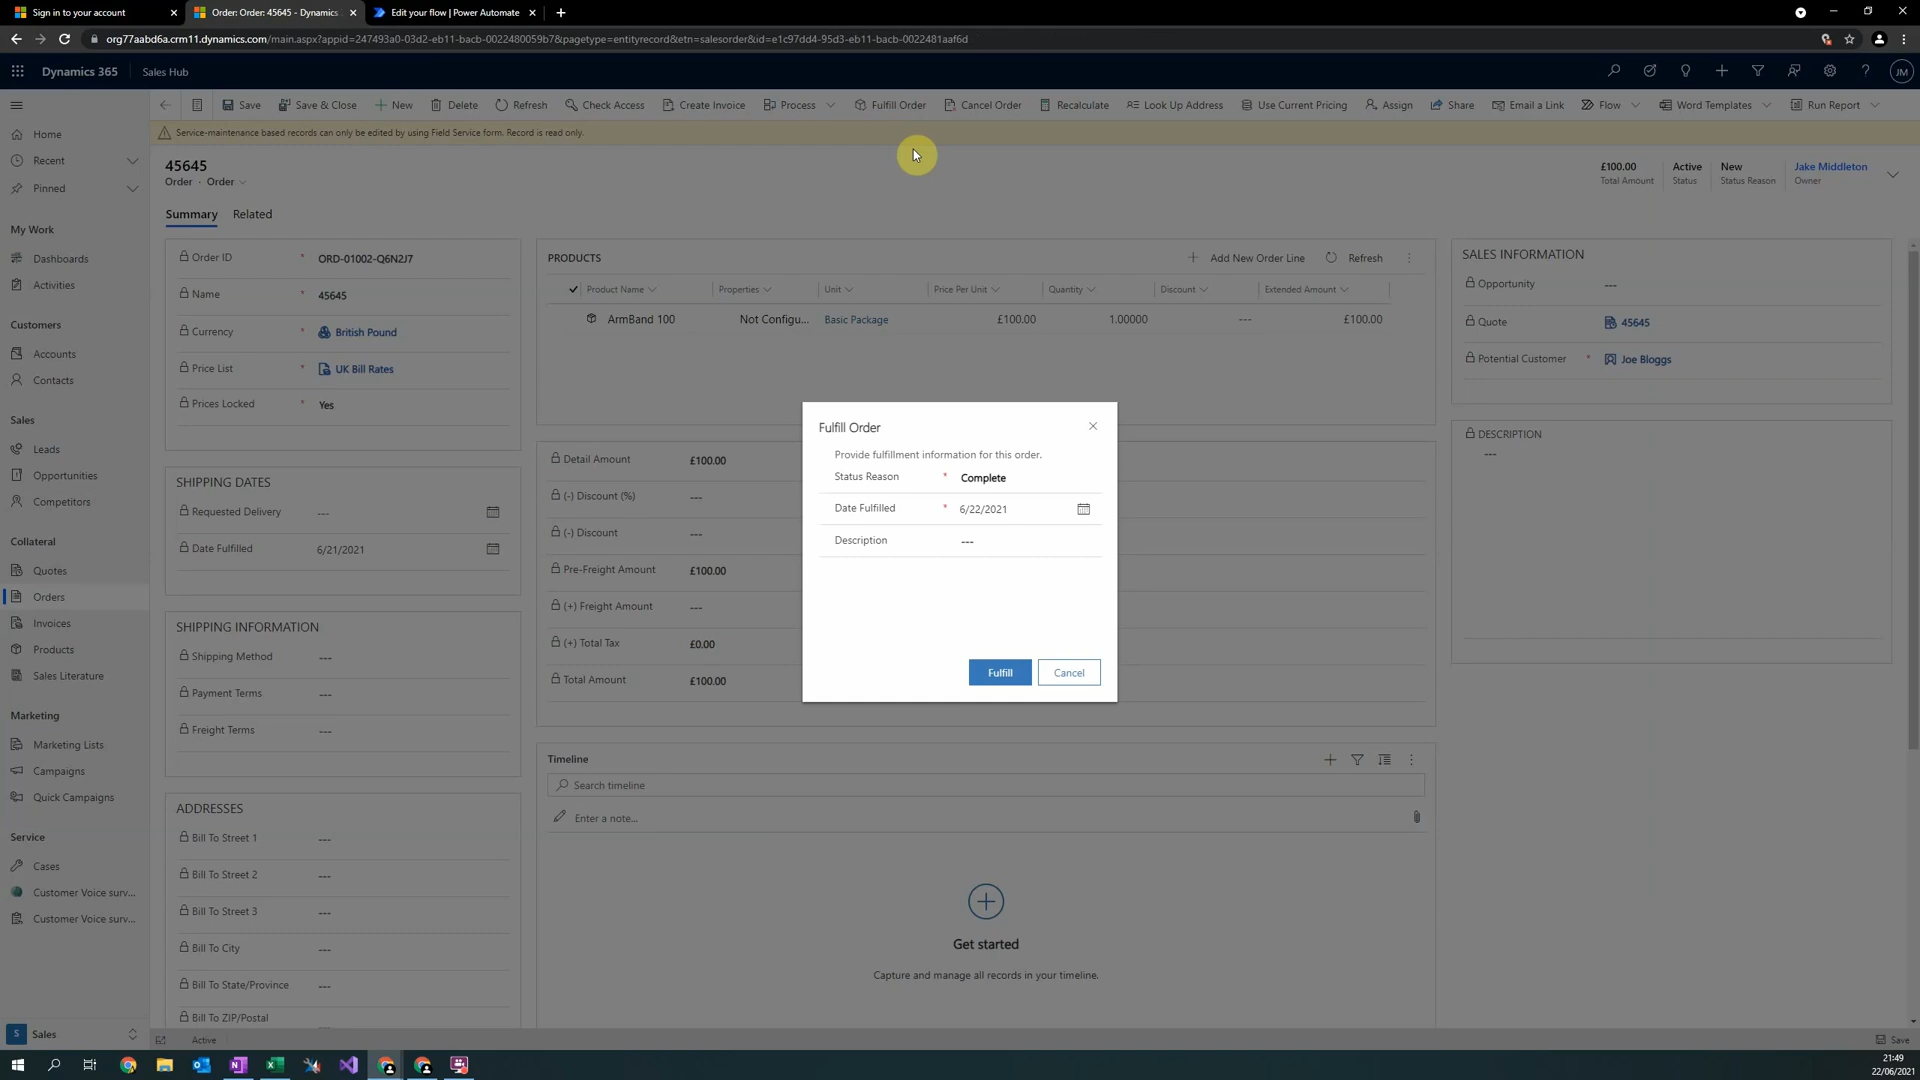 Sign in to your account
Order: Order: 45645 - Dynamics
Edit your flow | Power Automate
org77aabd6a.crm11.dynamics.com/main.aspx?appid=247493a0-03d2-eb11-bacb-0022480059b7&pagetype=entityrecord&etn=salesorder&id=e1c97dd4-95d3-eb11-bacb-0022481aaf6d
Dynamics 365
Sales Hub
JM
Save
Save & Close
New
Delete
Refresh
Check Access
Create Invoice
Process
Fulfill Order
Cancel Order
Recalculate
Look Up Address
Use Current Pricing
Assign
Share
Email a Link
Flow
Word Templates
Run Report
Service-maintenance based records can only be edited by using Field Service form. Record is read only.
Home
Recent
Pinned
My Work
Dashboards
Activities
Customers
Accounts
Contacts
Sales
Leads
Opportunities
Competitors
Collateral
Quotes
Orders
Invoices
Products
Sales Literature
Marketing
Marketing Lists
Campaigns
Quick Campaigns
Service
Cases
Customer Voice surv...
Customer Voice surv...
S Sales
45645
Order · Order
£100.00
Total Amount
Active
Status
New
Status Reason
Jake Middleton
Owner
Summary
Related
Order ID * ORD-01002-Q6N2J7
Name * 45645
Currency * British Pound
Price List * UK Bill Rates
Prices Locked * Yes
SHIPPING DATES
Requested Delivery ---
Date Fulfilled 6/21/2021
SHIPPING INFORMATION
Shipping Method ---
Payment Terms ---
Freight Terms ---
ADDRESSES
Bill To Street 1 ---
Bill To Street 2 ---
Bill To Street 3 ---
Bill To City ---
Bill To State/Province ---
Bill To ZIP/Postal ---
PRODUCTS
Add New Order Line
Refresh
Product Name Properties Unit Price Per Unit Quantity Discount Extended Amount
ArmBand 100 Not Configu... Basic Package £100.00 1.00000 --- £100.00
Detail Amount £100.00
(-) Discount (%) ---
(-) Discount ---
Pre-Freight Amount £100.00
(+) Freight Amount ---
(+) Total Tax £0.00
Total Amount £100.00
Fulfill Order
Provide fulfillment information for this order.
Status Reason * Complete
Date Fulfilled * 6/22/2021
Description ---
Fulfill
Cancel
Timeline
Search timeline
Enter a note...
Get started
Capture and manage all records in your timeline.
SALES INFORMATION
Opportunity ---
Quote 45645
Potential Customer * Joe Bloggs
DESCRIPTION
---
Active
Save
21:49
22/06/2021